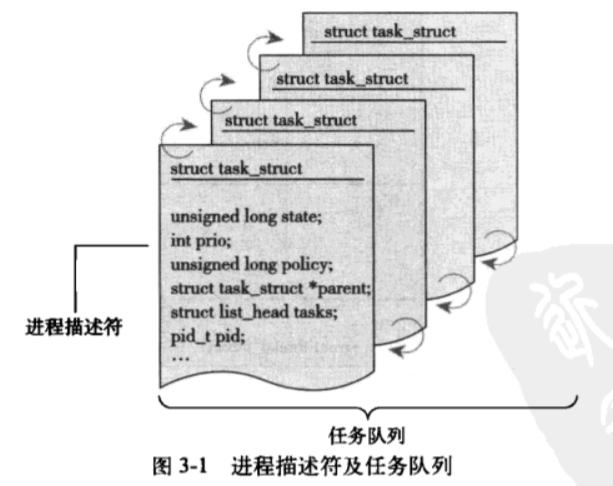 struct task_struct
struct task_struct
struct task_struct
struct task_struct
unsigned long state;
int prio;
unsigned long policy;
struct task_struct *parent;
struct list_head tasks;
pid_t pid;
…
进程描述符
任务队列
图 3-1 进程描述符及任务队列